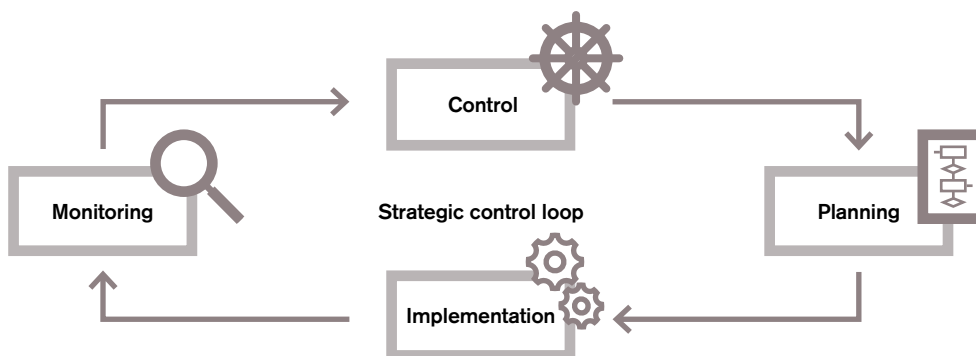 Control
Monitoring
Strategic control loop
Planning
Implementation